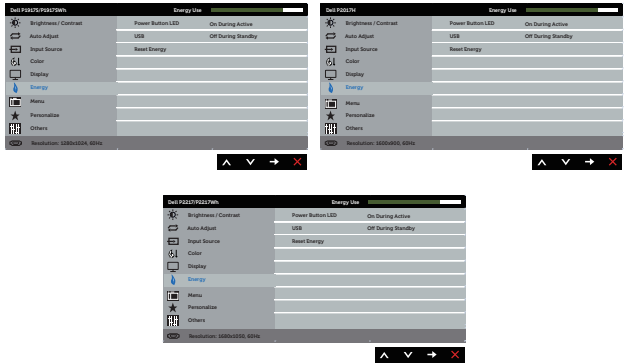 Dell P1917S/P1917SWh Energy Use
Brightness / Contrast Power Button LED On During Active
Auto Adjust USB Off During Standby
Input Source Reset Energy
Color
Display
Energy
Menu
Personalize
Others
Resolution: 1280x1024, 60Hz
Dell P2017H Energy Use
Brightness / Contrast Power Button LED On During Active
Auto Adjust USB Off During Standby
Input Source Reset Energy
Color
Display
Energy
Menu
Personalize
Others
Resolution: 1600x900, 60Hz
Dell P2217/P2217Wh Energy Use
Brightness / Contrast Power Button LED On During Active
Auto Adjust USB Off During Standby
Input Source Reset Energy
Color
Display
Energy
Menu
Personalize
Others
Resolution: 1680x1050, 60Hz